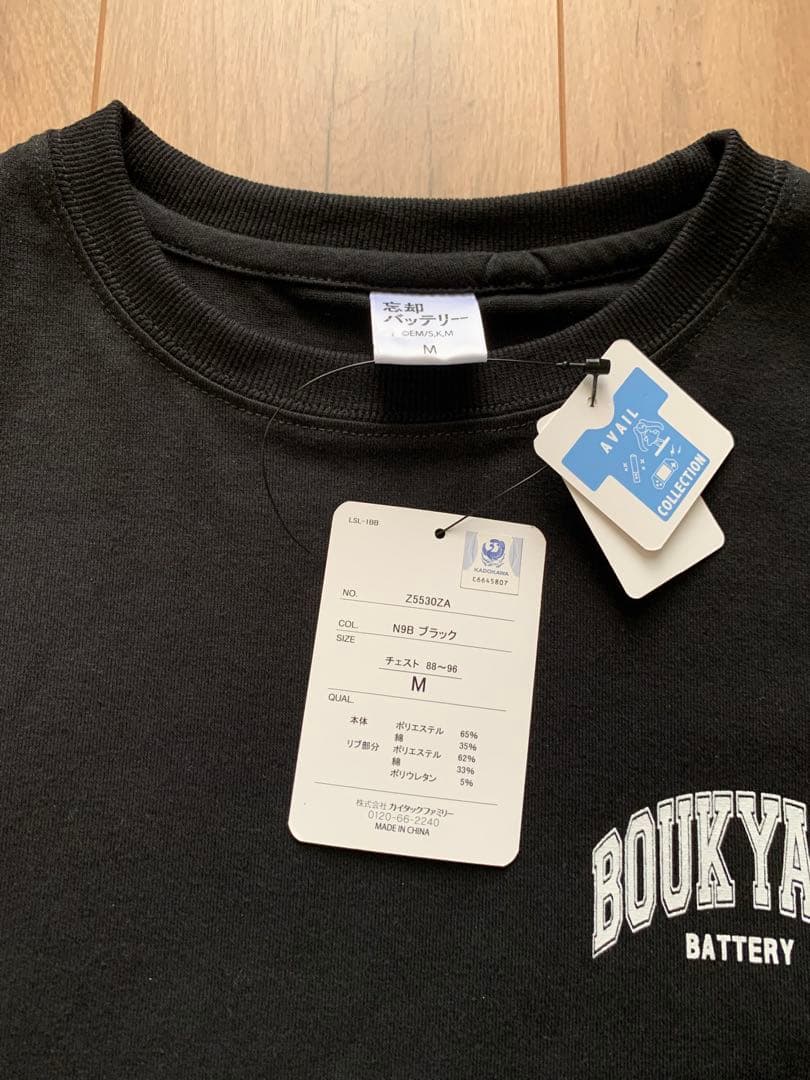 忘却
バッテリー
©EM/S,K,M
M
AVAIL
COLLECTION
LSL-1BB
KADOKAWA
C6645807
NO. Z5530ZA
COL. N9B ブラック
SIZE
チェスト 88〜96
M
QUAL.
本体 ポリエステル 65%
綿 35%
リブ部分 ポリエステル 62%
綿 33%
ポリウレタン 5%
株式会社 カイタックファミリー
0120-66-2240
MADE IN CHINA
BOUKYA
BATTERY